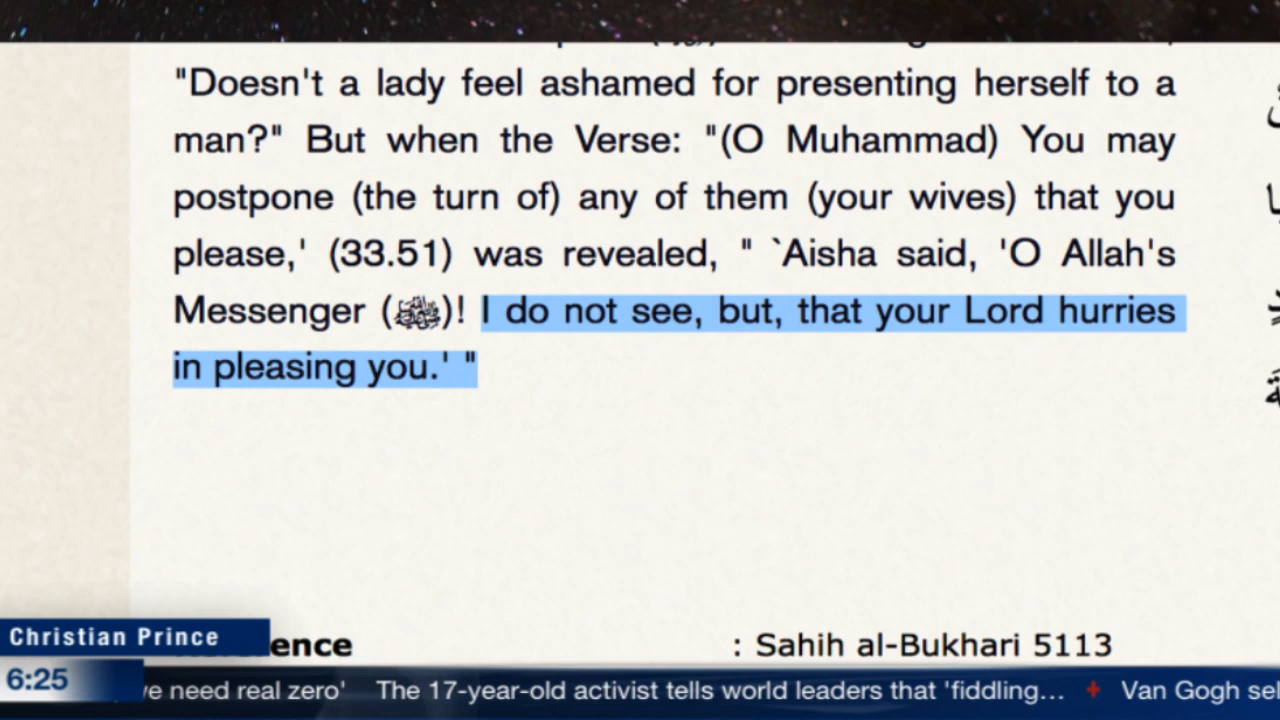 "Doesn't a lady feel ashamed for presenting herself to a
man?" But when the Verse: "(O Muhammad) You may
postpone (the turn of) any of them (your wives) that you
please,' (33.51) was revealed, " `Aisha said, 'O Allah's
Messenger (ﷺ)! I do not see, but, that your Lord hurries
in pleasing you.' "
ence : Sahih al-Bukhari 5113
Christian Prince
6:25 we need real zero' The 17-year-old activist tells world leaders that 'fiddling... Van Gogh sel